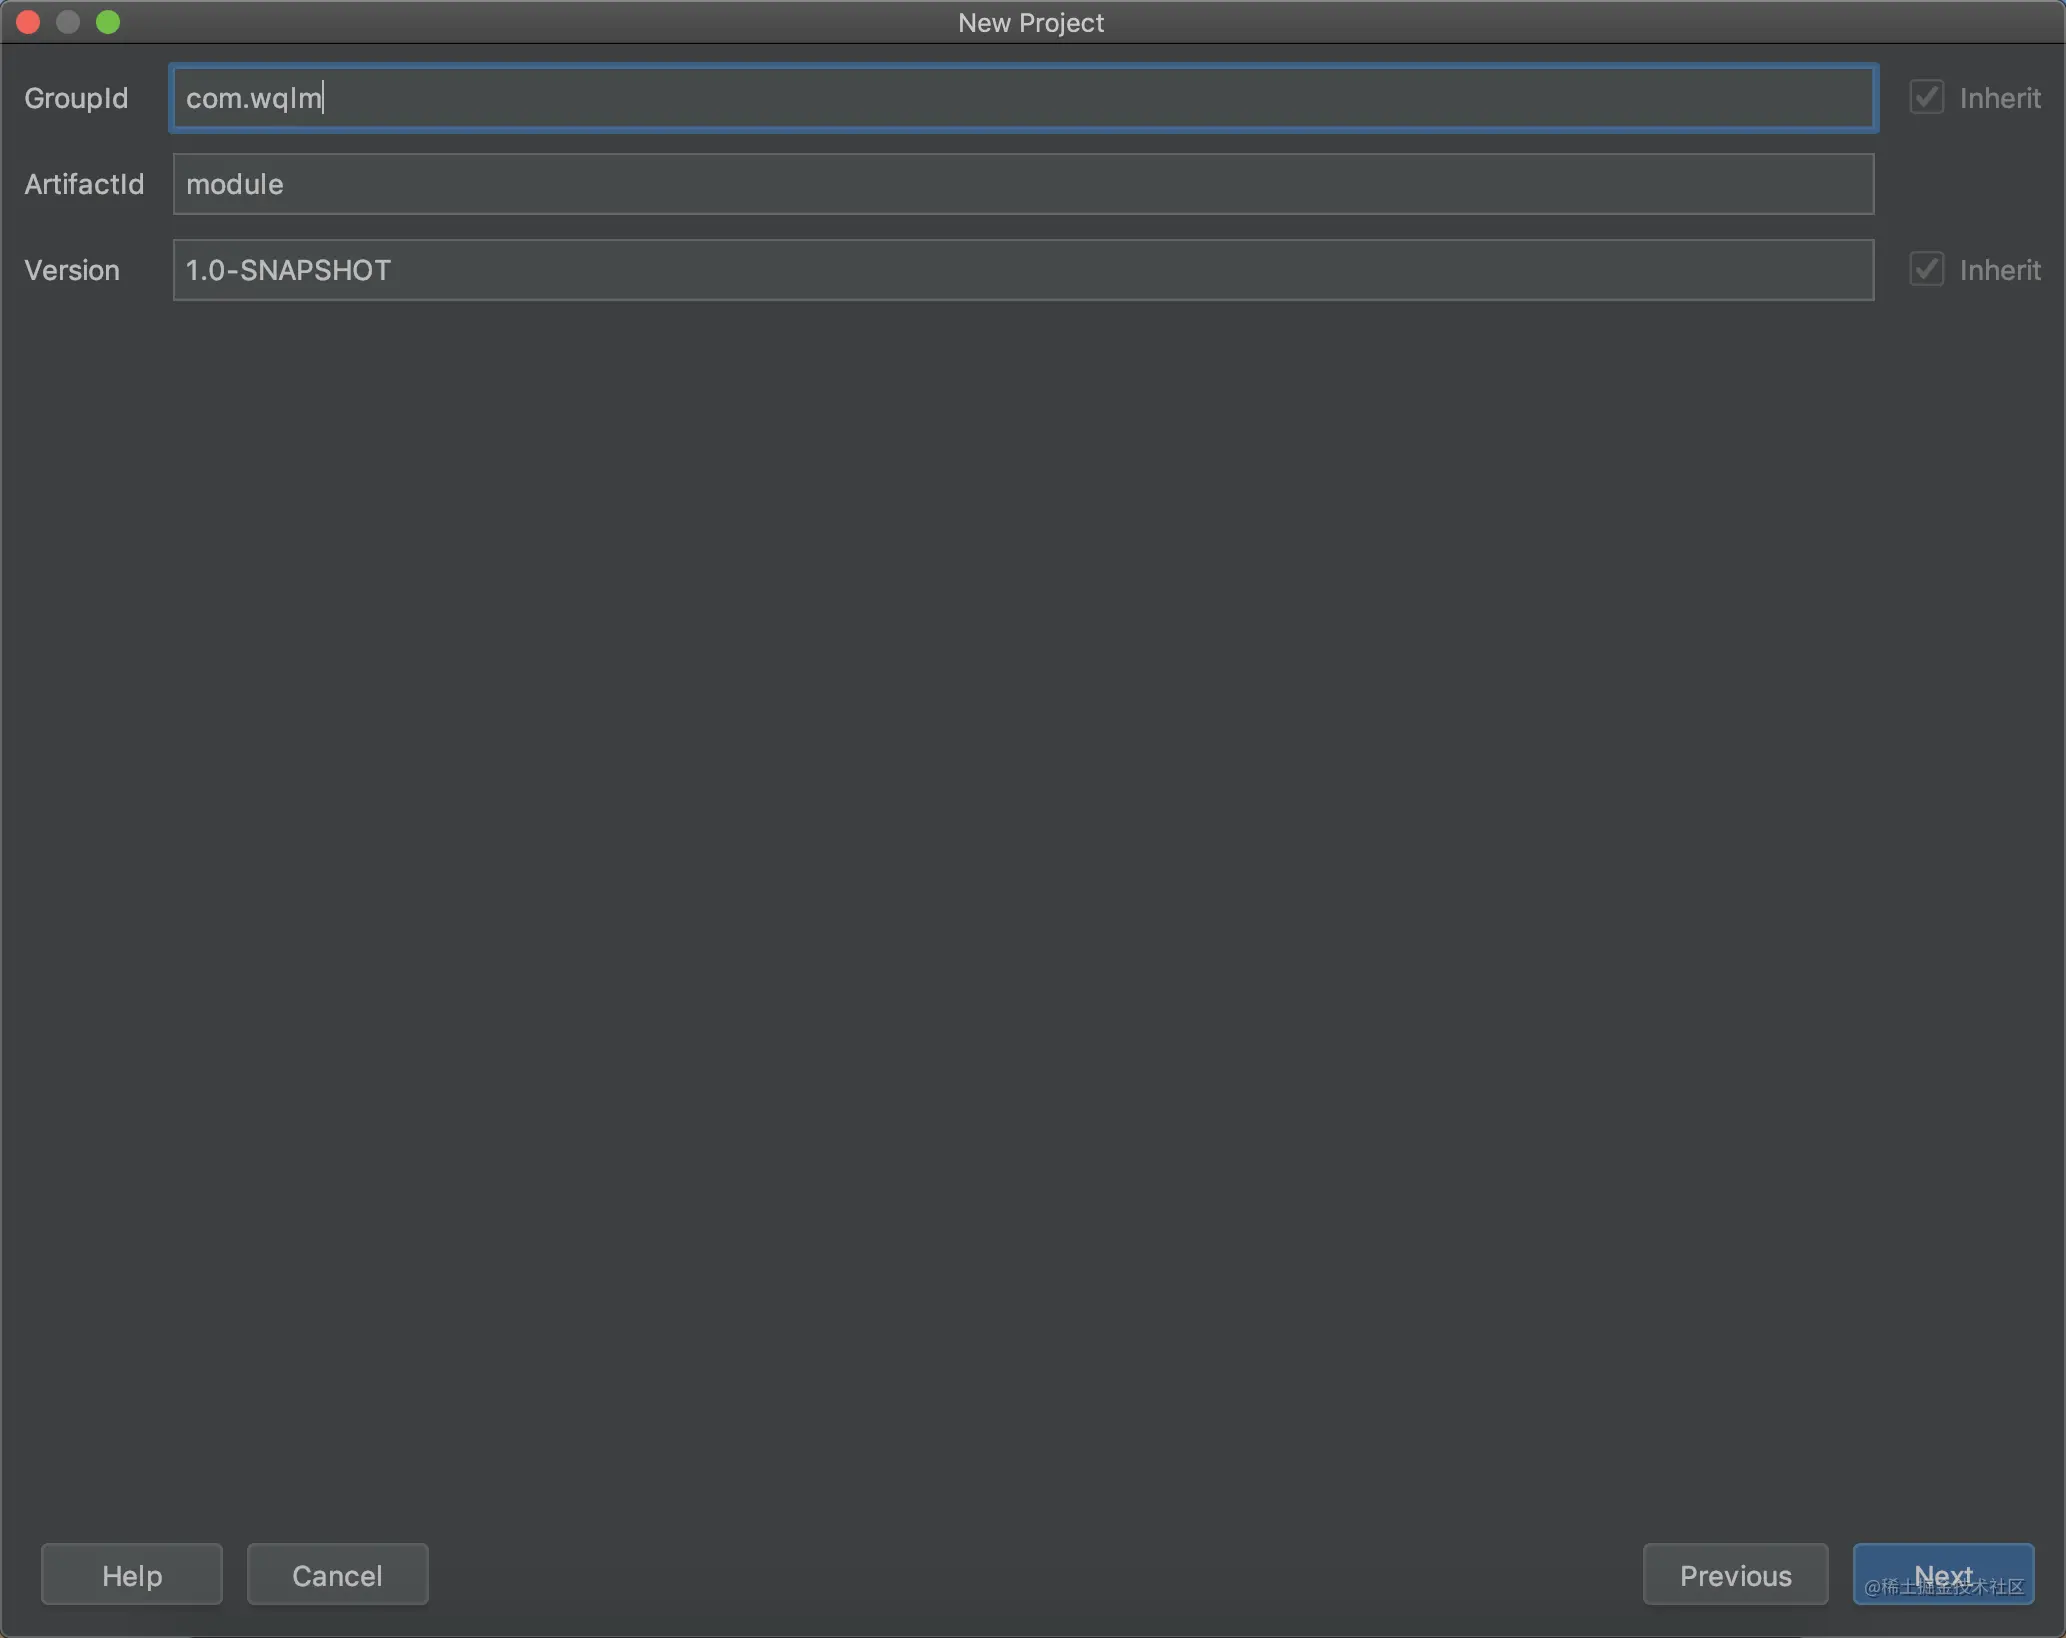 New Project
GroupId com.wqlm Inherit
ArtifactId module
Version 1.0-SNAPSHOT Inherit
Help Cancel Previous Next
@稀土掘金技术社区